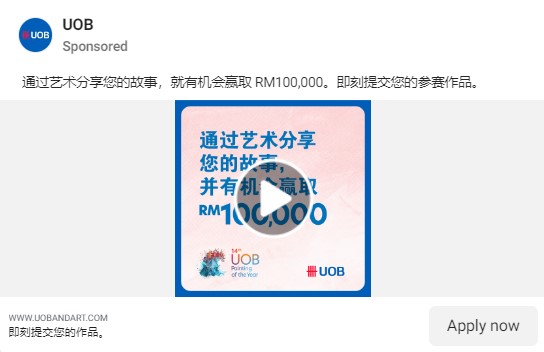 UOB
UOB
Sponsored
通过艺术分享您的故事，就有机会赢取 RM100,000。即刻提交您的参赛作品。
通过艺术分享
您的故事，
并有机会赢取
RM100,000
14th
UOB
Painting
of the Year
UOB
WWW.UOBANDART.COM
即刻提交您的作品。
Apply now